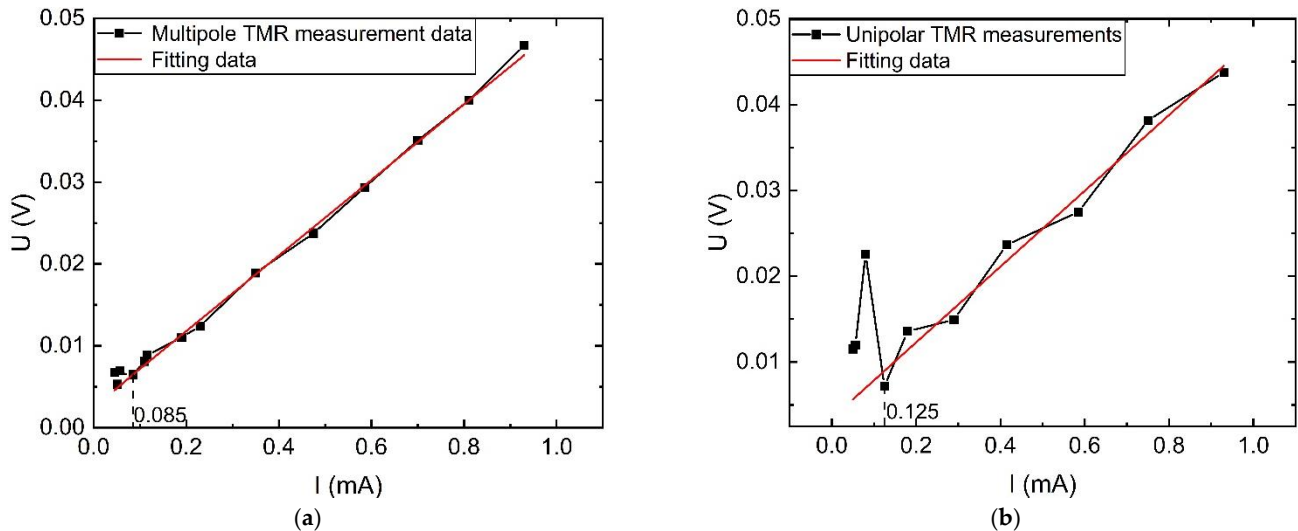 0.05
Multipole TMR measurement data
Fitting data
0.04
0.03
U (V)
0.02
0.01
0.00
0.085
0.0 0.2 0.4 0.6 0.8 1.0
I (mA)
(a)
0.05
Unipolar TMR measurements
Fitting data
0.04
0.03
U (V)
0.02
0.01
0.125
0.0 0.2 0.4 0.6 0.8 1.0
I (mA)
(b)